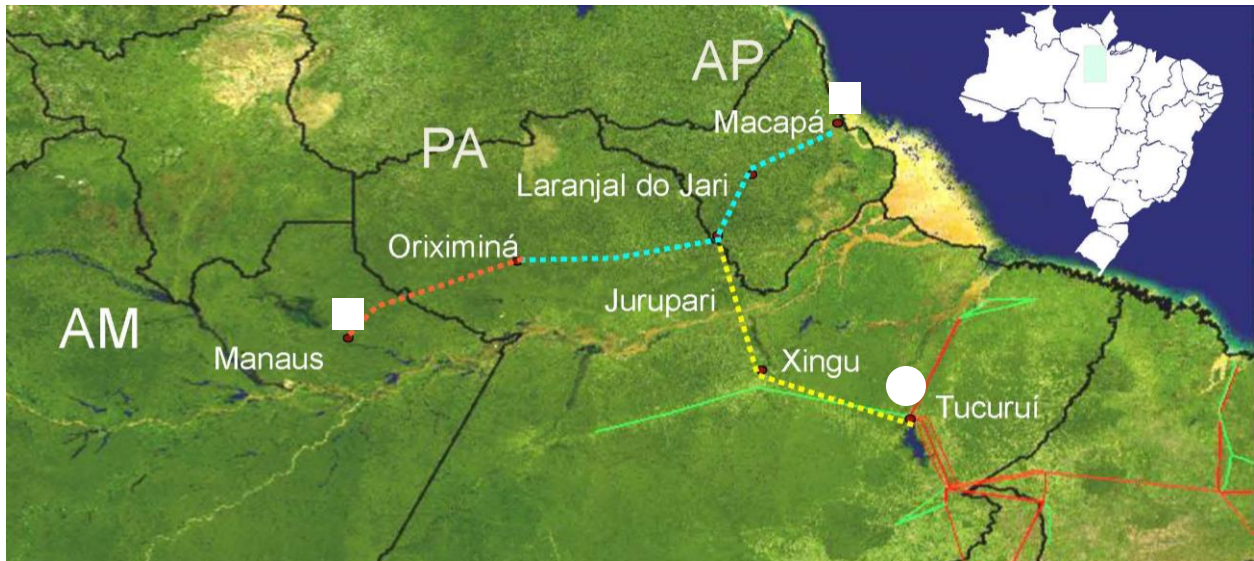 AP
Macapá
PA
Laranjal do Jari
Oriximiná
Jurupari
AM
Manaus
Xingu
Tucuruí